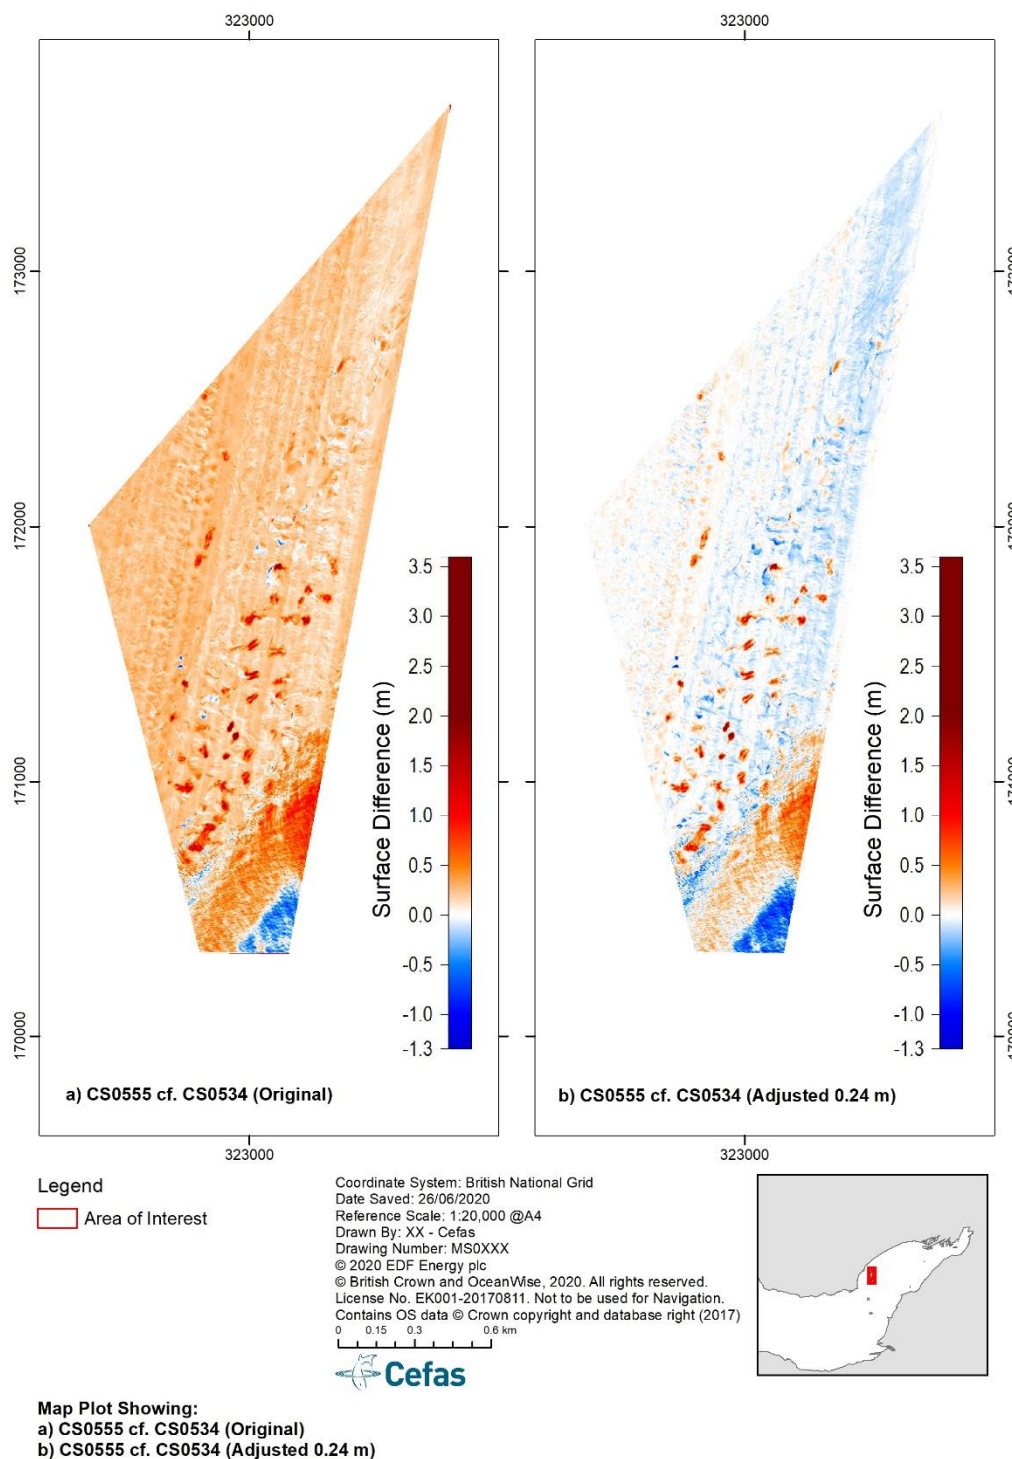 323000
323000
173000
172000
171000
170000
3.5
3.0
2.5
2.0
1.5
1.0
0.5
0.0
-0.5
-1.0
-1.3
Surface Difference (m)
a) CS0555 cf. CS0534 (Original)
323000
3.5
3.0
2.5
2.0
1.5
1.0
0.5
0.0
-0.5
-1.0
-1.3
Surface Difference (m)
b) CS0555 cf. CS0534 (Adjusted 0.24 m)
323000
Legend
Area of Interest
Coordinate System: British National Grid
Date Saved: 26/06/2020
Reference Scale: 1:20,000 @A4
Drawn By: XX - Cefas
Drawing Number: MS0XXX
© 2020 EDF Energy plc
© British Crown and OceanWise, 2020. All rights reserved.
License No. EK001-20170811. Not to be used for Navigation.
Contains OS data © Crown copyright and database right (2017)
0 0.15 0.3 0.6 km
Cefas
Map Plot Showing:
a) CS0555 cf. CS0534 (Original)
b) CS0555 cf. CS0534 (Adjusted 0.24 m)